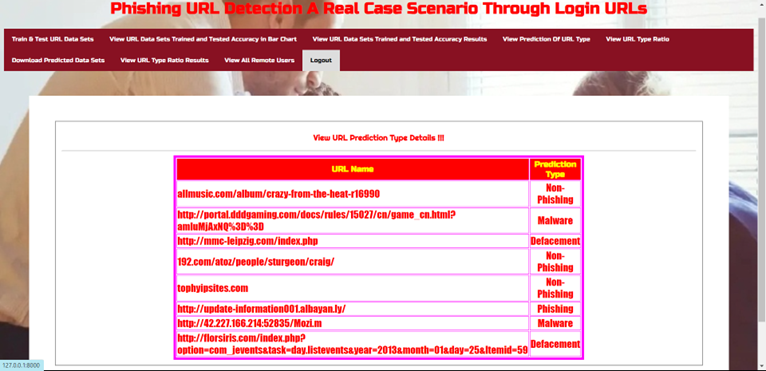 Phishing URL Detection A Real Case Scenario Through Login URLs
Train & Test URL Data Sets View URL Data Sets Trained and Tested Accuracy in Bar Chart View URL Data Sets Trained and Tested Accuracy Results View Prediction Of URL Type View URL Type Ratio
Download Predicted Data Sets View URL Type Ratio Results View All Remote Users Logout
View URL Prediction Type Details !!!
URL Name Prediction
Type
allmusic.com/album/crazy-from-the-heat-r16990 Non-
Phishing
http://portal.dddgaming.com/docs/rules/15027/cn/game_cn.html?
amluMjAxNQ%3D%3D Malware
http://mmc-leipzig.com/index.php Defacement
192.com/atoz/people/sturgeon/craig/ Non-
Phishing
tophyipsites.com Non-
Phishing
http://update-information001.albayan.ly/ Phishing
http://42.227.166.214:52835/Mozi.m Malware
http://florsiris.com/index.php?
option=com_jevents&task=day.listevents&year=2013&month=01&day=25&Itemid=59 Defacement
127.0.0.1:8000